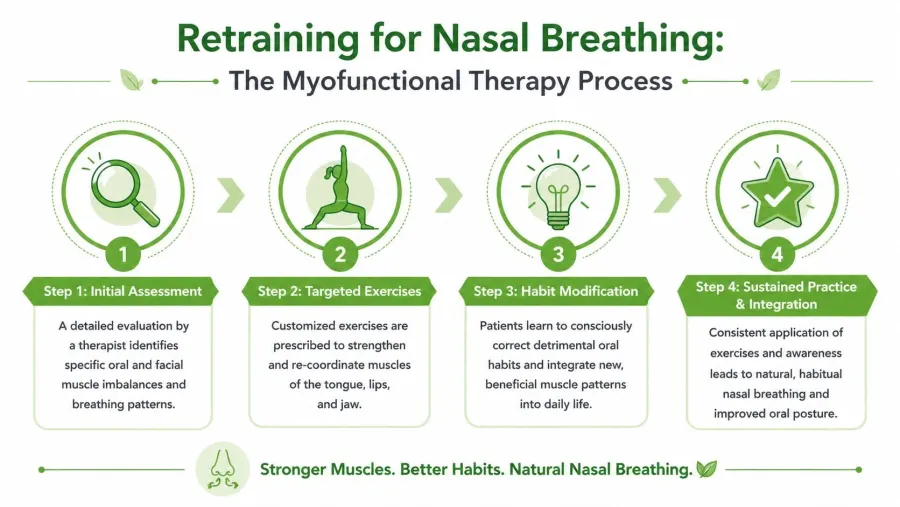 Retraining for Nasal Breathing:
The Myofunctional Therapy Process
1
Step 1: Initial Assessment
A detailed evaluation by
a therapist identifies
specific oral and facial
muscle imbalances and
breathing patterns.
2
Step 2: Targeted Exercises
Customized exercises are
prescribed to strengthen
and re-coordinate muscles
of the tongue, lips,
and jaw.
3
Step 3: Habit Modification
Patients learn to consciously
correct detrimental oral
habits and integrate new,
beneficial muscle patterns
into daily life.
4
Step 4: Sustained Practice
& Integration
Consistent application of
exercises and awareness
leads to natural, habitual
nasal breathing and
improved oral posture.
Stronger Muscles. Better Habits. Natural Nasal Breathing.